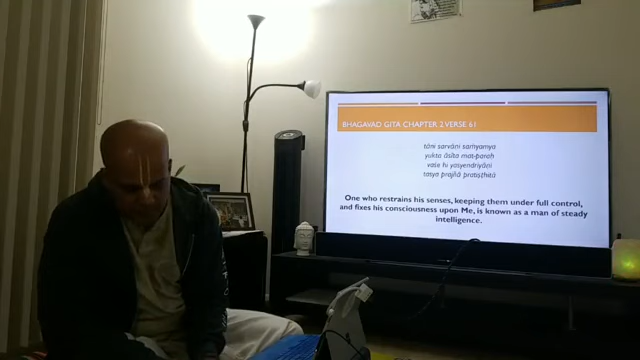 BHAGAVAD GITA CHAPTER 2 VERSE 61
tāni sarvāṇi saṁyamya
yukta āsīta mat-paraḥ
vaśe hi yasyendriyāṇi
tasya prajñā pratiṣṭhitā
One who restrains his senses, keeping them under full control,
and fixes his consciousness upon Me, is known as a man of steady
intelligence.